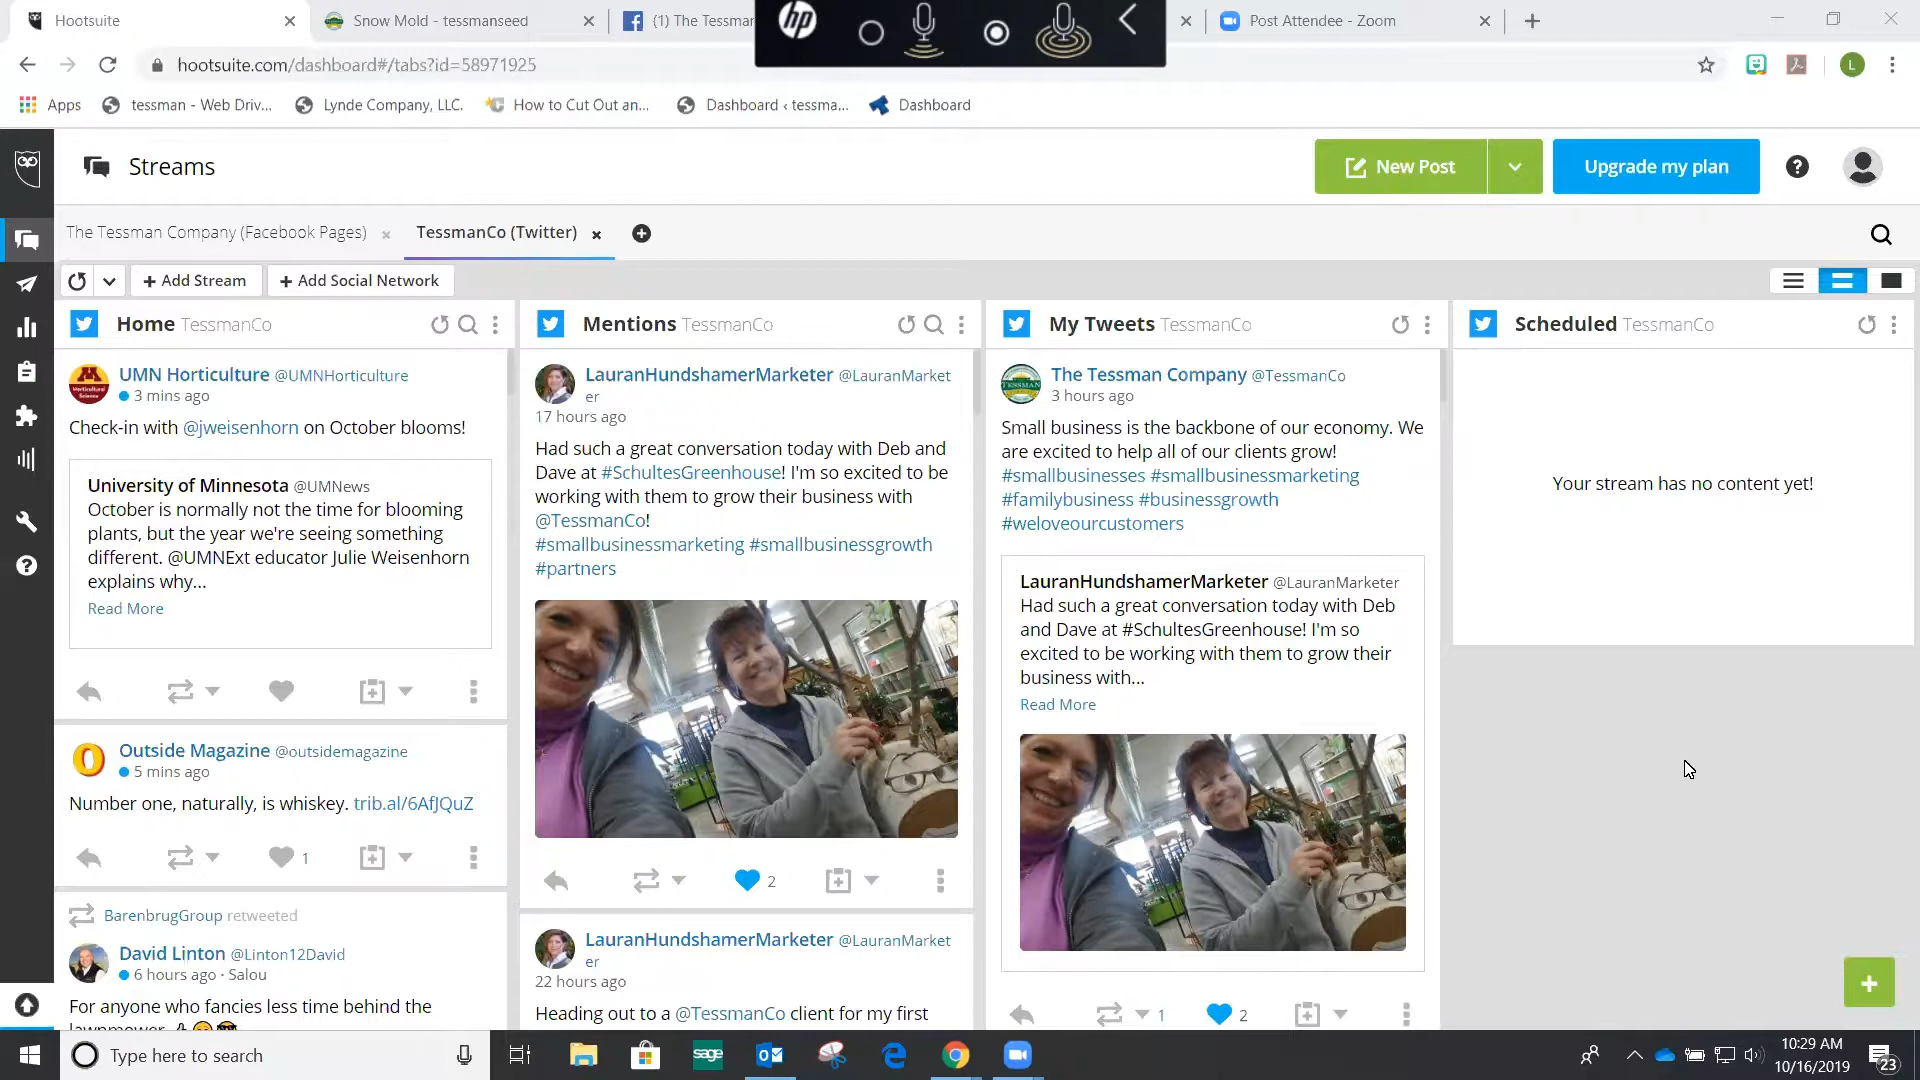 Hootsuite
Snow Mold - tessmanseed
(1) The Tessman
hp
Post Attendee - Zoom
hootsuite.com/dashboard#/tabs?id=58971925
L
Apps
tessman - Web Driv...
Lynde Company, LLC.
How to Cut Out an...
Dashboard ‹ tessma...
Dashboard
Streams
New Post
Upgrade my plan
The Tessman Company (Facebook Pages)
TessmanCo (Twitter)
+ Add Stream
+ Add Social Network
Home TessmanCo
UMN Horticulture @UMNHorticulture
3 mins ago
Check-in with @jweisenhorn on October blooms!
University of Minnesota @UMNews
October is normally not the time for blooming
plants, but the year we're seeing something
different. @UMNExt educator Julie Weisenhorn
explains why...
Read More
Outside Magazine @outsidemagazine
5 mins ago
Number one, naturally, is whiskey. trib.al/6AfJQuZ
1
BarenbrugGroup retweeted
David Linton @Linton12David
6 hours ago · Salou
For anyone who fancies less time behind the
lawnmower
Mentions TessmanCo
LauranHundshamerMarketer @LauranMarket
er
17 hours ago
Had such a great conversation today with Deb and
Dave at #SchultesGreenhouse! I'm so excited to be
working with them to grow their business with
@TessmanCo!
#smallbusinessmarketing #smallbusinessgrowth
#partners
2
LauranHundshamerMarketer @LauranMarket
er
22 hours ago
Heading out to a @TessmanCo client for my first
My Tweets TessmanCo
TESSMAN
The Tessman Company @TessmanCo
3 hours ago
Small business is the backbone of our economy. We
are excited to help all of our clients grow!
#smallbusinesses #smallbusinessmarketing
#familybusiness #businessgrowth
#weloveourcustomers
LauranHundshamerMarketer @LauranMarketer
Had such a great conversation today with Deb
and Dave at #SchultesGreenhouse! I'm so
excited to be working with them to grow their
business with...
Read More
1
2
Scheduled TessmanCo
Your stream has no content yet!
Type here to search
sage
10:29 AM
10/16/2019
23